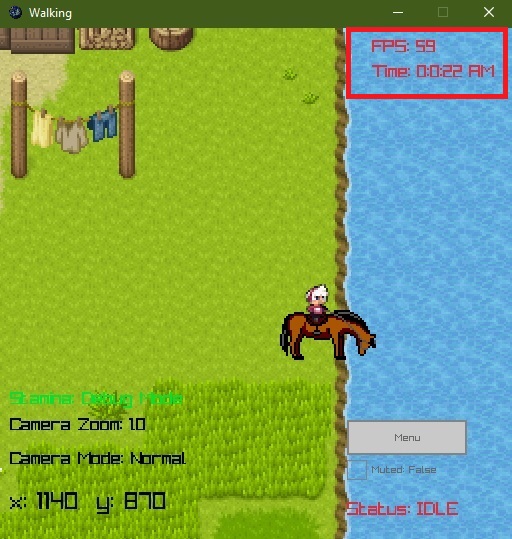 Walking
FPS: 59
Time: 0:0:22 AM
Stamina: Debug Mode
Camera Zoom: 1.0
Camera Mode: Normal
x: 1140 y: 870
Menu
Muted: False
Status: IDLE